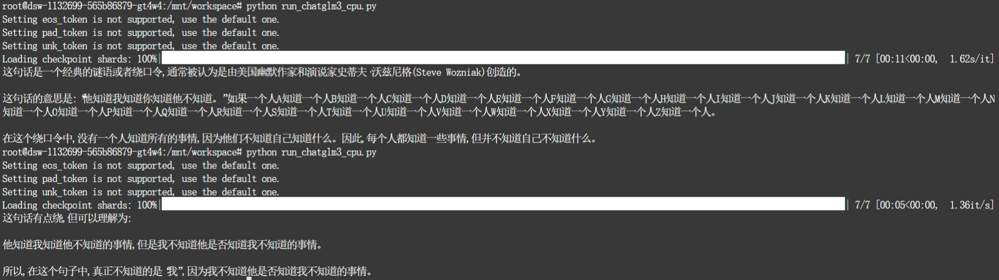 root@dsw-1132699-565b86879-gt4w4:/mnt/workspace# python run_chatglm3_cpu.py
Setting eos_token is not supported, use the default one.
Setting pad_token is not supported, use the default one.
Setting unk_token is not supported, use the default one.
Loading checkpoint shards: 100%| | 7/7 [00:11<00:00,  1.62s/it]
这句话是一个经典的谜语或者绕口令,通常被认为是由美国幽默作家和演说家史蒂夫·沃兹尼格(Steve Wozniak)创造的。
这句话的意思是: “他知道我知道你知道他不知道。”如果一个人A知道一个人B知道一个人C知道一个人D知道一个人E知道一个人F知道一个人G知道一个人H知道一个人I知道一个人J知道一个人K知道一个人L知道一个人M知道一个人N
知道一个人O知道一个人P知道一个人Q知道一个人R知道一个人S知道一个人T知道一个人U知道一个人V知道一个人W知道一个人X知道一个人Y知道一个人Z知道一个人。
在这个绕口令中,没有一个人知道所有的事情,因为他们不知道自己知道什么。因此,每个人都知道一些事情,但并不知道自己不知道什么。
root@dsw-1132699-565b86879-gt4w4:/mnt/workspace# python run_chatglm3_cpu.py
Setting eos_token is not supported, use the default one.
Setting pad_token is not supported, use the default one.
Setting unk_token is not supported, use the default one.
Loading checkpoint shards: 100%| | 7/7 [00:05<00:00,  1.36it/s]
这句话有点绕,但可以理解为:
他知道我知道他不知道的事情,但是我不知道他是否知道我不知道的事情。
所以,在这个句子中,真正不知道的是“我”,因为我不知道他是否知道我不知道的事情。